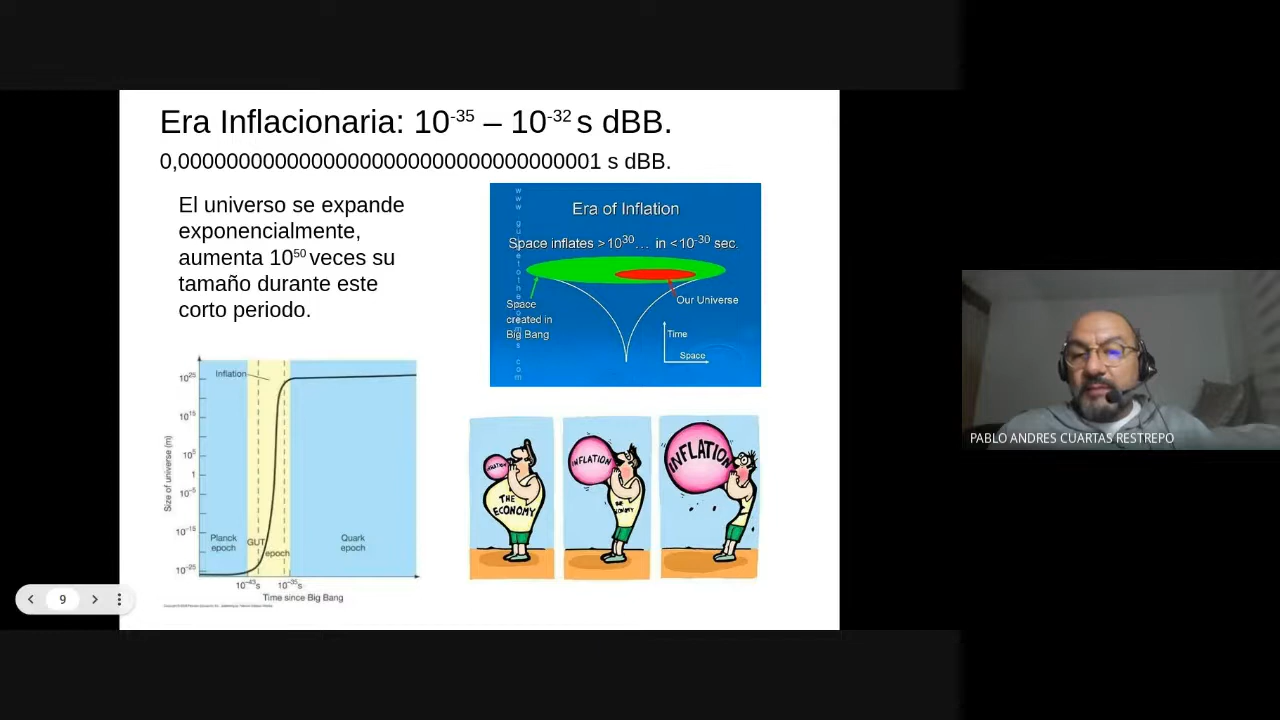 Era Inflacionaria: 10-35 – 10-32 s dBB.
0,00000000000000000000000000000000001 s dBB.
El universo se expande
exponencialmente,
aumenta 1050 veces su
tamaño durante este
corto periodo.
Era of Inflation
Space inflates >1030... in <10-30 sec.
Our Universe
Space
created in
Big Bang
Time
Space
Inflation
1025
1015
105
1
10-5
10-15
10-25
Size of universe (m)
Planck
epoch
GUT
epoch
Quark
epoch
10-43s
10-35s
Time since Big Bang
THE
ECONOMY
INFLATION
INFLATION
PABLO ANDRES CUARTAS RESTREPO
9